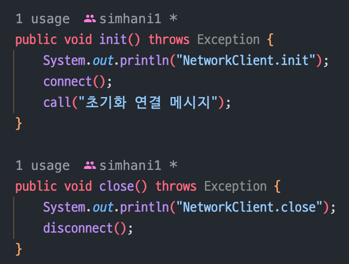 1 usage simhani1 *
public void init() throws Exception {
    System.out.println("NetworkClient.init");
    connect();
    call("초기화 연결 메시지");
}
1 usage simhani1 *
public void close() throws Exception {
    System.out.println("NetworkClient.close");
    disconnect();
}